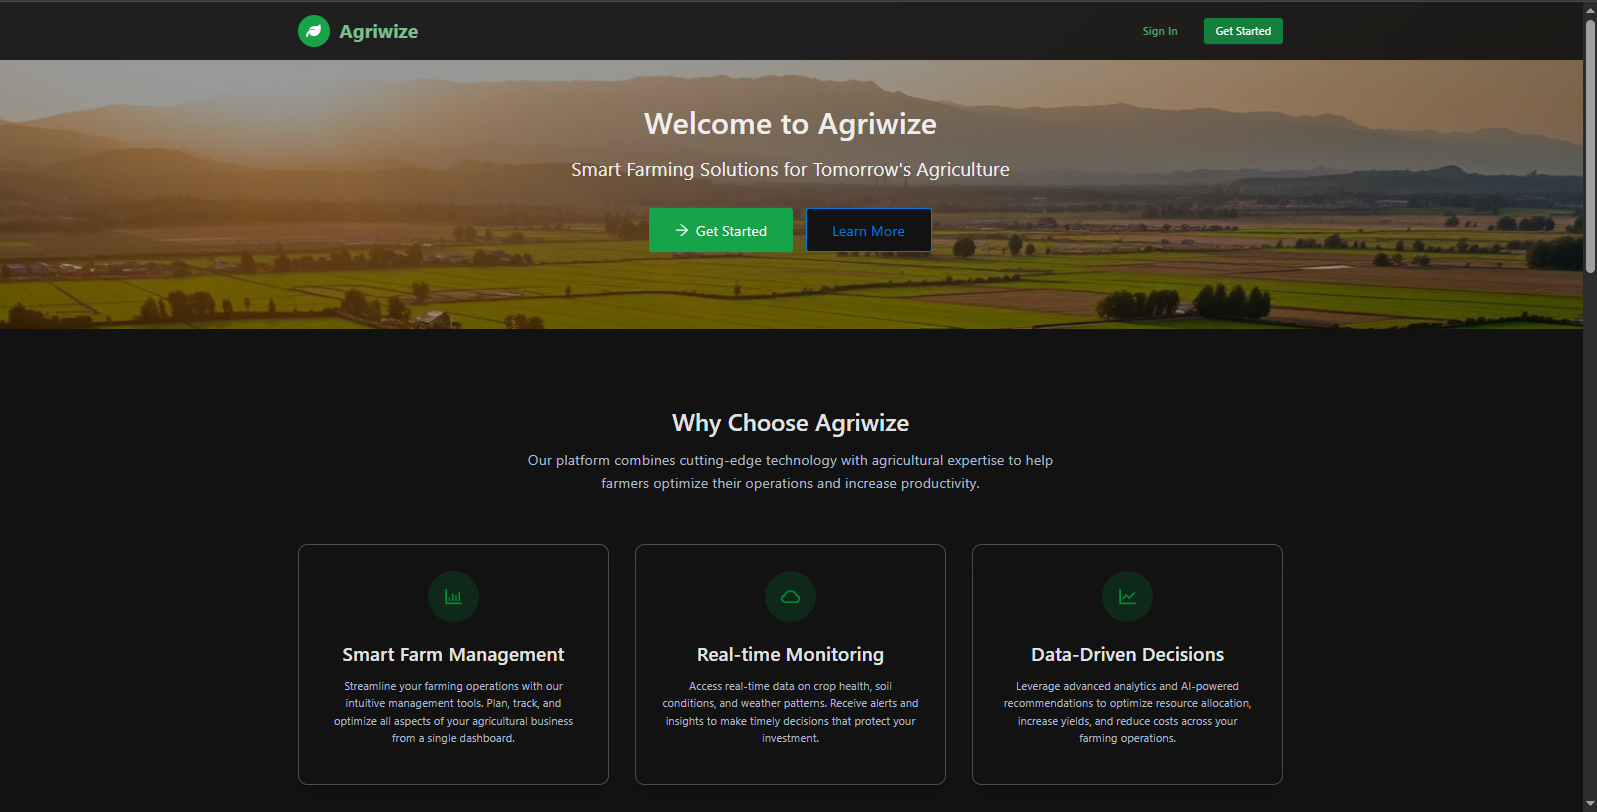 Agriwize
Sign In
Get Started
Welcome to Agriwize
Smart Farming Solutions for Tomorrow's Agriculture
Get Started
Learn More
Why Choose Agriwize
Our platform combines cutting-edge technology with agricultural expertise to help
farmers optimize their operations and increase productivity.
Smart Farm Management
Streamline your farming operations with our
intuitive management tools. Plan, track, and
optimize all aspects of your agricultural business
from a single dashboard.
Real-time Monitoring
Access real-time data on crop health, soil
conditions, and weather patterns. Receive alerts and
insights to make timely decisions that protect your
investment.
Data-Driven Decisions
Leverage advanced analytics and AI-powered
recommendations to optimize resource allocation,
increase yields, and reduce costs across your
farming operations.